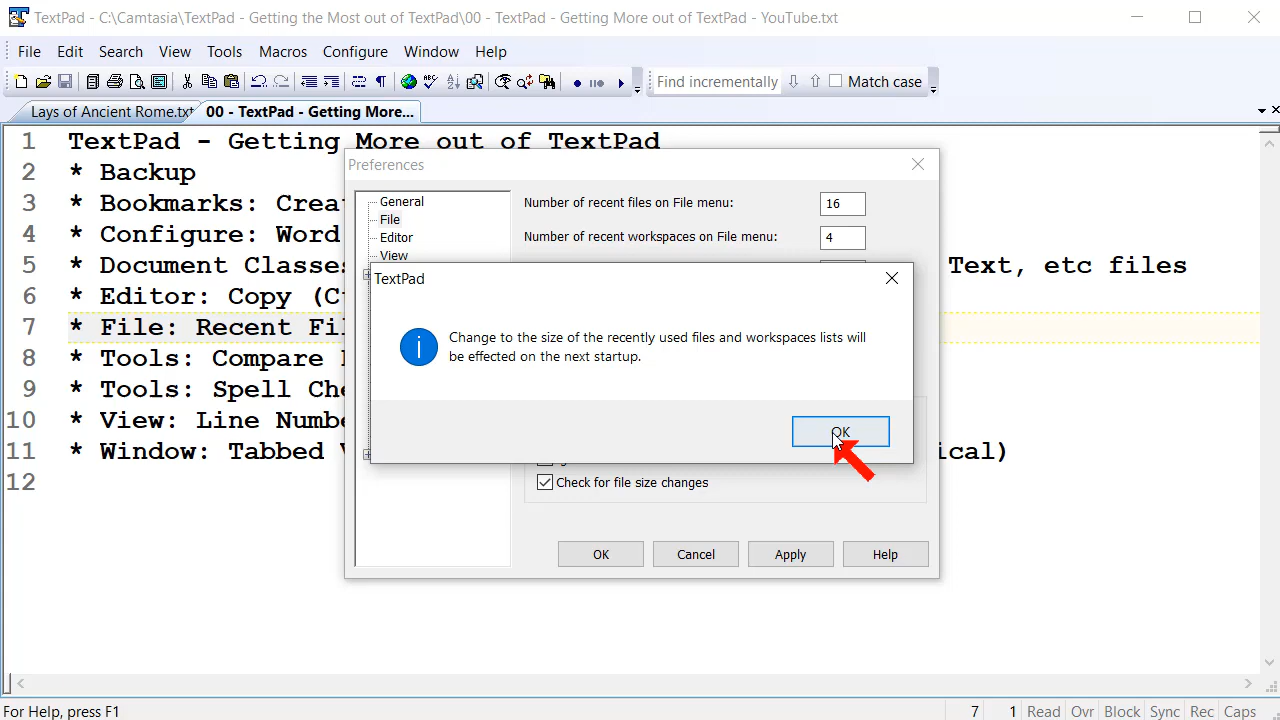 TextPad - C:\Camtasia\TextPad - Getting the Most out of TextPad\00 - TextPad - Getting More out of TextPad - YouTube.txt
File Edit Search View Tools Macros Configure Window Help
Find incrementally Match case
Lays of Ancient Rome.txt 00 - TextPad - Getting More...
1 TextPad - Getting More out of TextPad
2 * Backup
3 * Bookmarks:
4 * Configure: Word
5 * Document Classes Text, etc files
6 * Editor: Copy
7 * File: Recent
8 * Tools: Compare
9 * Tools: Spell
10 * View: Line
11 * Window: Tabbed
12
Preferences
General
File
Editor
View
Number of recent files on File menu: 16
Number of recent workspaces on File menu: 4
TextPad
Change to the size of the recently used files and workspaces lists will
be effected on the next startup.
OK
Check for file size changes
OK Cancel Apply Help
For Help, press F1 7 1 Read Ovr Block Sync Rec Caps